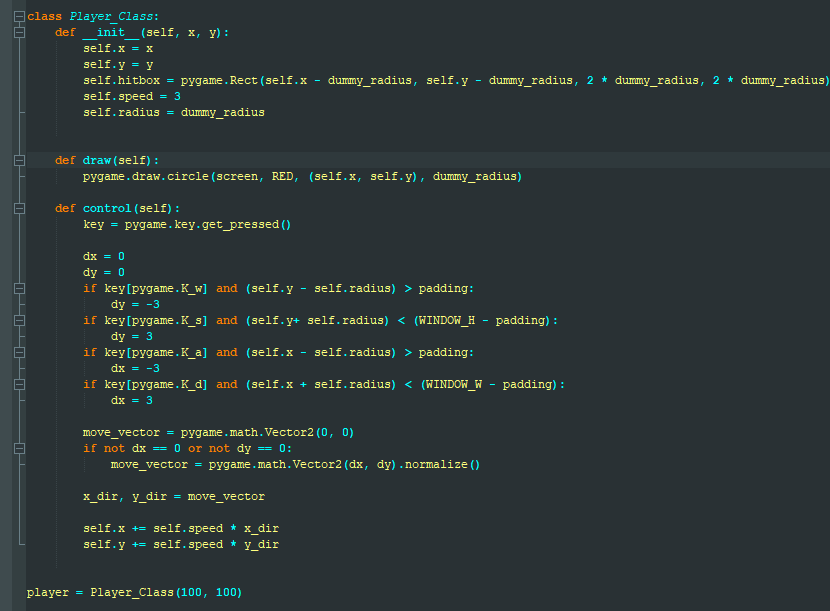 class Player_Class:
    def __init__(self, x, y):
        self.x = x
        self.y = y
        self.hitbox = pygame.Rect(self.x - dummy_radius, self.y - dummy_radius, 2 * dummy_radius, 2 * dummy_radius)
        self.speed = 3
        self.radius = dummy_radius
    def draw(self):
        pygame.draw.circle(screen, RED, (self.x, self.y), dummy_radius)
    def control(self):
        key = pygame.key.get_pressed()
        dx = 0
        dy = 0
        if key[pygame.K_w] and (self.y - self.radius) > padding:
            dy = -3
        if key[pygame.K_s] and (self.y+ self.radius) < (WINDOW_H - padding):
            dy = 3
        if key[pygame.K_a] and (self.x - self.radius) > padding:
            dx = -3
        if key[pygame.K_d] and (self.x + self.radius) < (WINDOW_W - padding):
            dx = 3
        move_vector = pygame.math.Vector2(0, 0)
        if not dx == 0 or not dy == 0:
            move_vector = pygame.math.Vector2(dx, dy).normalize()
        x_dir, y_dir = move_vector
        self.x += self.speed * x_dir
        self.y += self.speed * y_dir
player = Player_Class(100, 100)